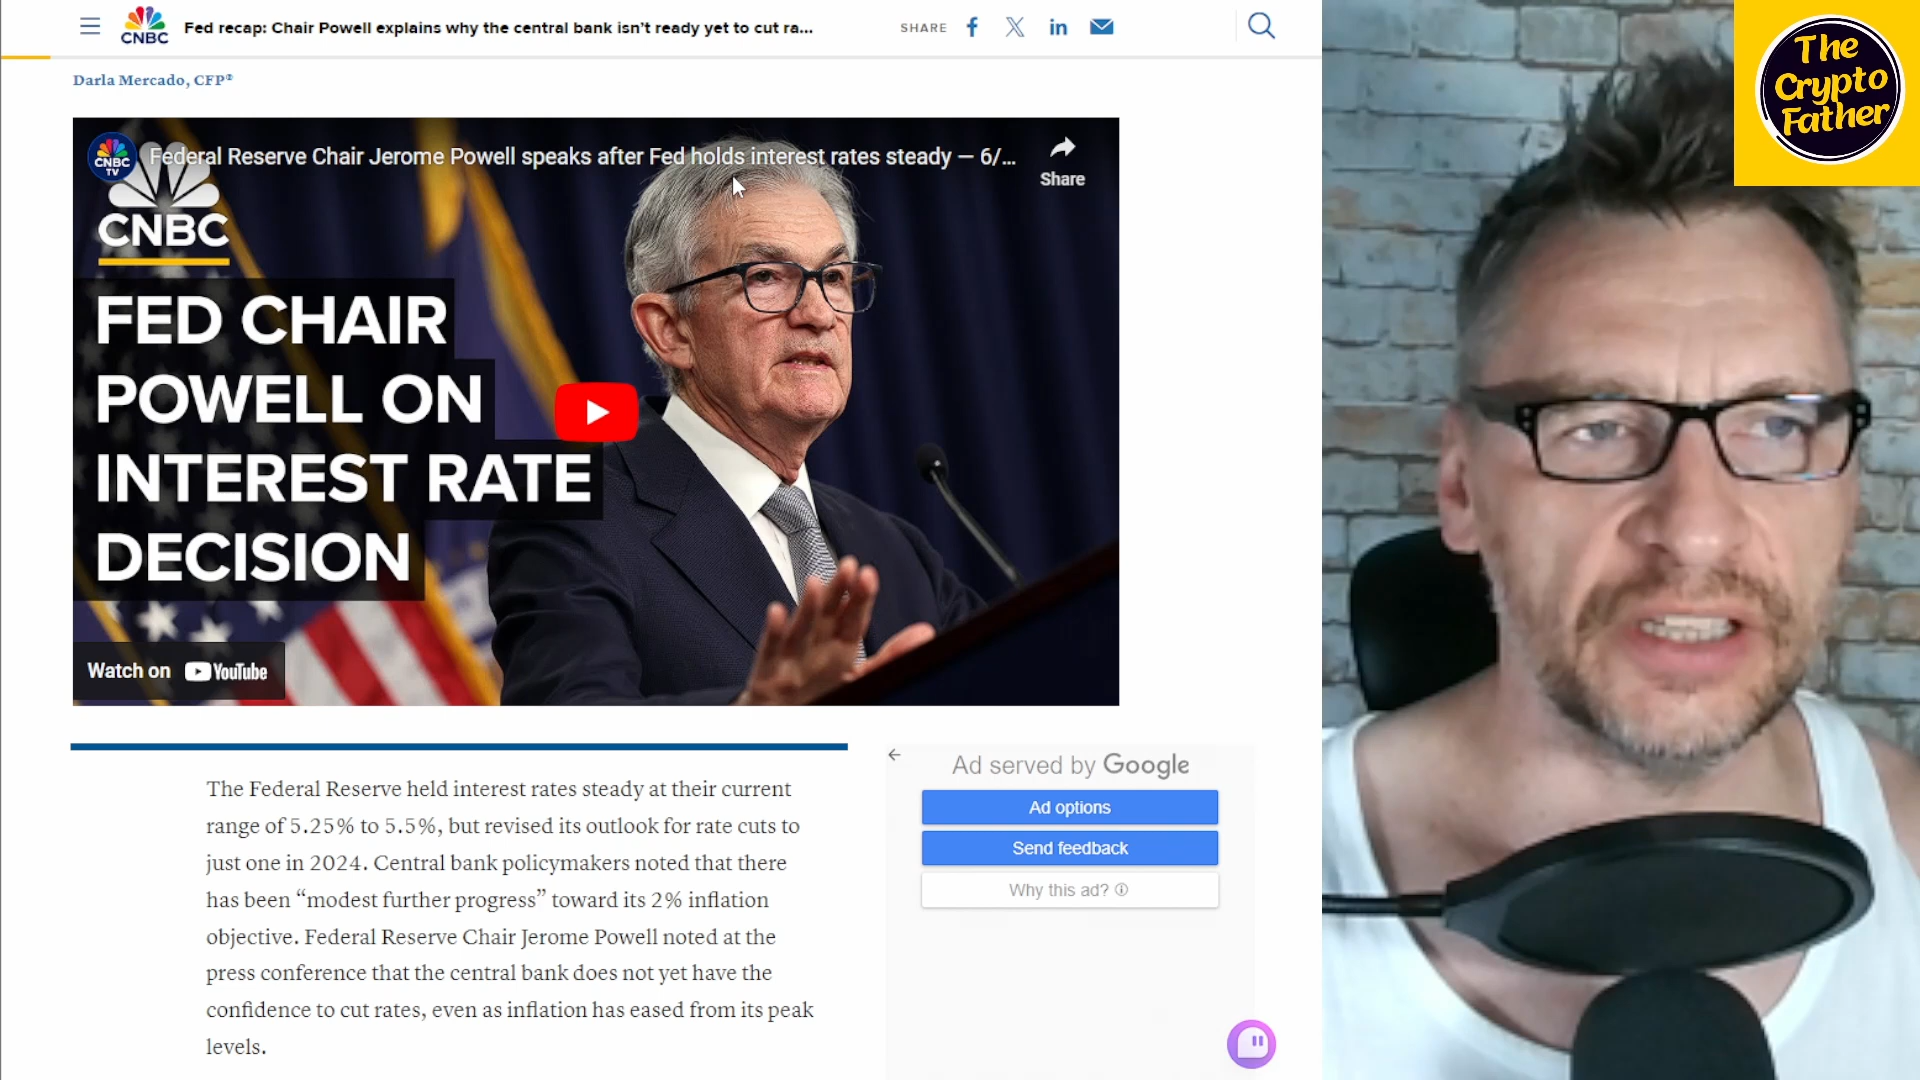 CNBC
Fed recap: Chair Powell explains why the central bank isn’t ready yet to cut ra...
SHARE
Darla Mercado, CFP®
CNBC TV
Federal Reserve Chair Jerome Powell speaks after Fed holds interest rates steady — 6/...
Share
CNBC
FED CHAIR
POWELL ON
INTEREST RATE
DECISION
Watch on YouTube
The Federal Reserve held interest rates steady at their current
range of 5.25% to 5.5%, but revised its outlook for rate cuts to
just one in 2024. Central bank policymakers noted that there
has been “modest further progress” toward its 2% inflation
objective. Federal Reserve Chair Jerome Powell noted at the
press conference that the central bank does not yet have the
confidence to cut rates, even as inflation has eased from its peak
levels.
Ad served by Google
Ad options
Send feedback
Why this ad?
The
Crypto
Father